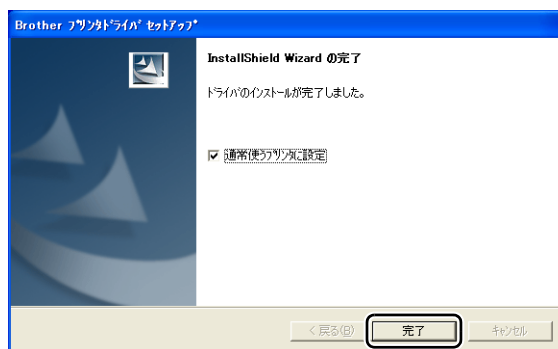 Brother プリンタドライバ セットアップ
InstallShield Wizard の完了
ドライバのインストールが完了しました。
通常使うプリンタに設定
< 戻る(B)
完了
キャンセル